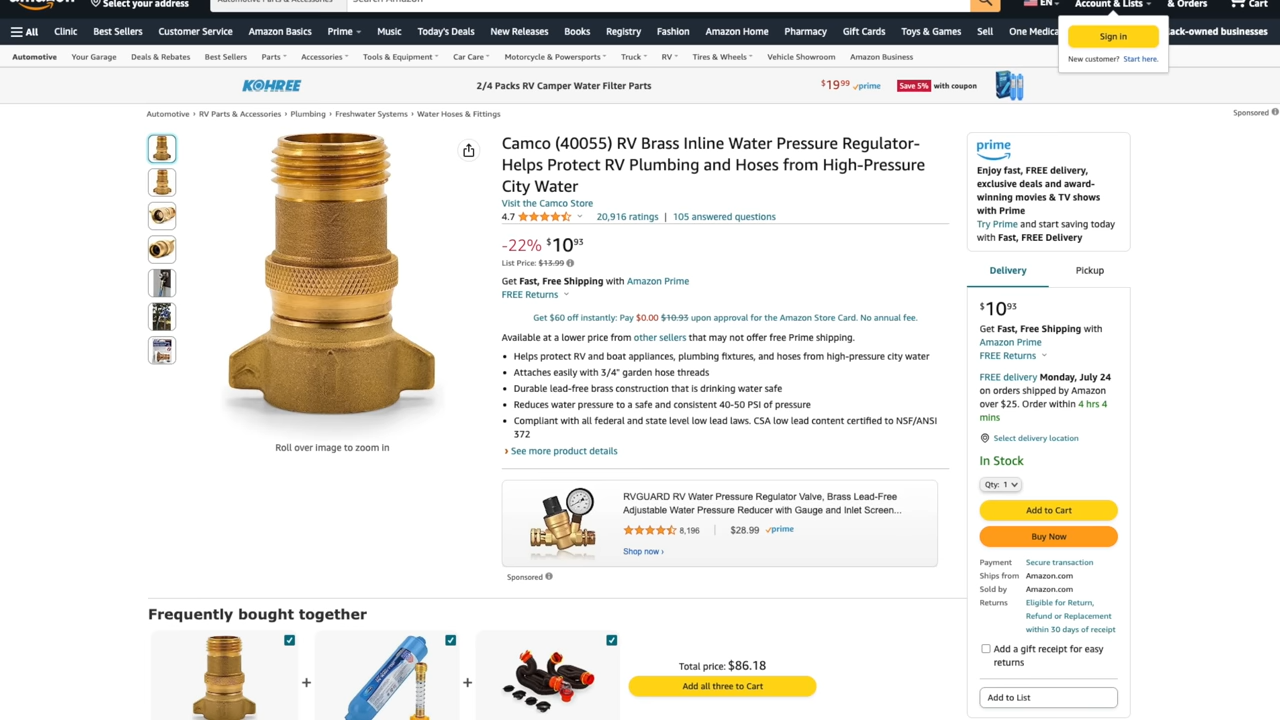 Select your address
EN
Account & Lists
& Orders
Cart
All Clinic Best Sellers Customer Service Amazon Basics Prime Music Today's Deals New Releases Books Registry Fashion Amazon Home Pharmacy Gift Cards Toys & Games Sell One Medica
lack-owned businesses
Sign in
New customer? Start here.
Automotive Your Garage Deals & Rebates Best Sellers Parts Accessories Tools & Equipment Car Care Motorcycle & Powersports Truck RV Tires & Wheels Vehicle Showroom Amazon Business
KOHREE 2/4 Packs RV Camper Water Filter Parts $19 99 prime Save 5% with coupon
Sponsored
Automotive › RV Parts & Accessories › Plumbing › Freshwater Systems › Water Hoses & Fittings
Camco (40055) RV Brass Inline Water Pressure Regulator-
Helps Protect RV Plumbing and Hoses from High-Pressure
City Water
Visit the Camco Store
4.7 20,916 ratings | 105 answered questions
-22% $10 93
List Price: $13.99
Get Fast, Free Shipping with Amazon Prime
FREE Returns
Get $60 off instantly: Pay $0.00 $10.93 upon approval for the Amazon Store Card. No annual fee.
Available at a lower price from other sellers that may not offer free Prime shipping.
• Helps protect RV and boat appliances, plumbing fixtures, and hoses from high-pressure city water
• Attaches easily with 3/4" garden hose threads
• Durable lead-free brass construction that is drinking water safe
• Reduces water pressure to a safe and consistent 40-50 PSI of pressure
• Compliant with all federal and state level low lead laws. CSA low lead content certified to NSF/ANSI
372
› See more product details
Roll over image to zoom in
RVGUARD RV Water Pressure Regulator Valve, Brass Lead-Free
Adjustable Water Pressure Reducer with Gauge and Inlet Screen...
8,196 | $28.99 prime
Shop now ›
Sponsored
prime
Enjoy fast, FREE delivery,
exclusive deals and award-
winning movies & TV shows
with Prime
Try Prime and start saving today
with Fast, FREE Delivery
Delivery Pickup
$10 93
Get Fast, Free Shipping with
Amazon Prime
FREE Returns
FREE delivery Monday, July 24
on orders shipped by Amazon
over $25. Order within 4 hrs 4
mins
Select delivery location
In Stock
Qty: 1
Add to Cart
Buy Now
Payment Secure transaction
Ships from Amazon.com
Sold by Amazon.com
Returns Eligible for Return,
Refund or Replacement
within 30 days of receipt
Add a gift receipt for easy
returns
Add to List
Frequently bought together
Total price: $86.18
Add all three to Cart